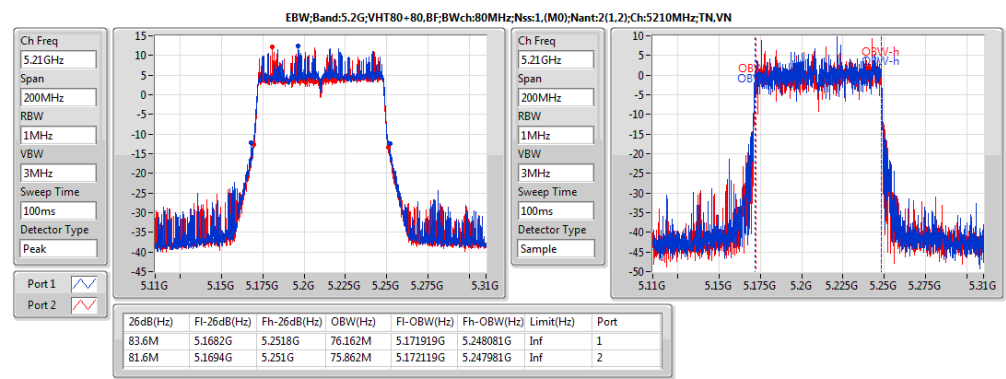 EBW;Band:5.2G;VHT80+80,BF;BWch:80MHz;Nss:1,(M0);Nant:2(1,2);Ch:5210MHz;TN,VN
Ch Freq
5.21GHz
Span
200MHz
RBW
1MHz
VBW
3MHz
Sweep Time
100ms
Detector Type
Peak
Port 1
Port 2
15
10
5
0
-5
-10
-15
-20
-25
-30
-35
-40
-45
5.11G 5.15G 5.175G 5.2G 5.225G 5.25G 5.275G 5.31G
Ch Freq
5.21GHz
Span
200MHz
RBW
1MHz
VBW
3MHz
Sweep Time
100ms
Detector Type
Sample
10
5
0
-5
-10
-15
-20
-25
-30
-35
-40
-45
-50
OBW-h
OBW-h
5.11G 5.15G 5.175G 5.2G 5.225G 5.25G 5.275G 5.31G
26dB(Hz) Fl-26dB(Hz) Fh-26dB(Hz) OBW(Hz) Fl-OBW(Hz) Fh-OBW(Hz) Limit(Hz) Port
83.6M 5.1682G 5.2518G 76.162M 5.171919G 5.248081G Inf 1
81.6M 5.1694G 5.251G 75.862M 5.172119G 5.247981G Inf 2